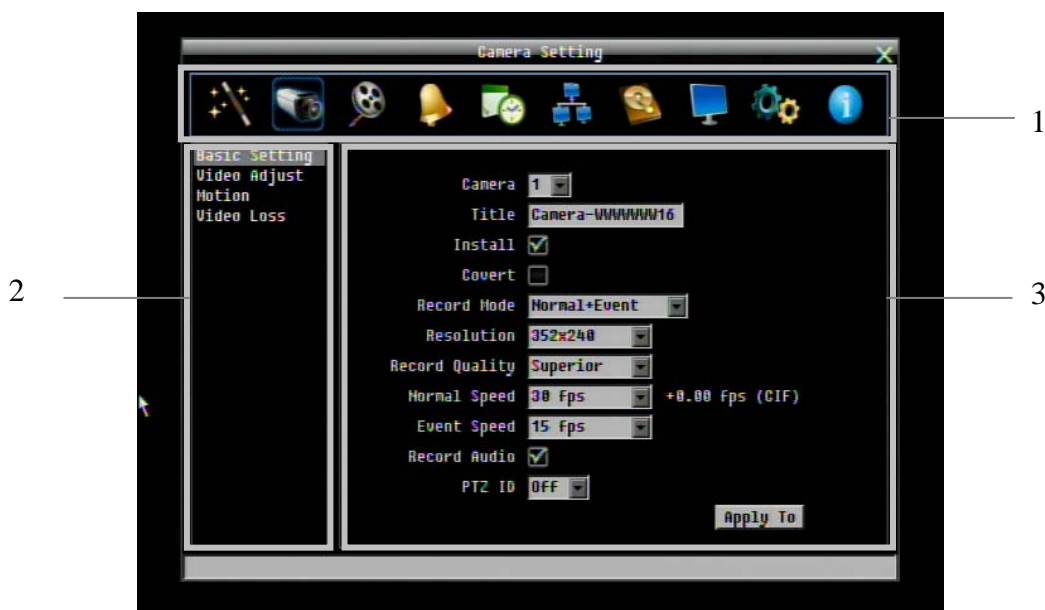 Camera Setting
1
Basic Setting
Video Adjust
Motion
Video Loss
2
3
Camera 1
Title Camera-WWWWWWW16
Install
Covert
Record Mode Normal+Event
Resolution 352x240
Record Quality Superior
Normal Speed 30 fps +0.00 fps (CIF)
Event Speed 15 fps
Record Audio
PTZ ID Off
Apply To